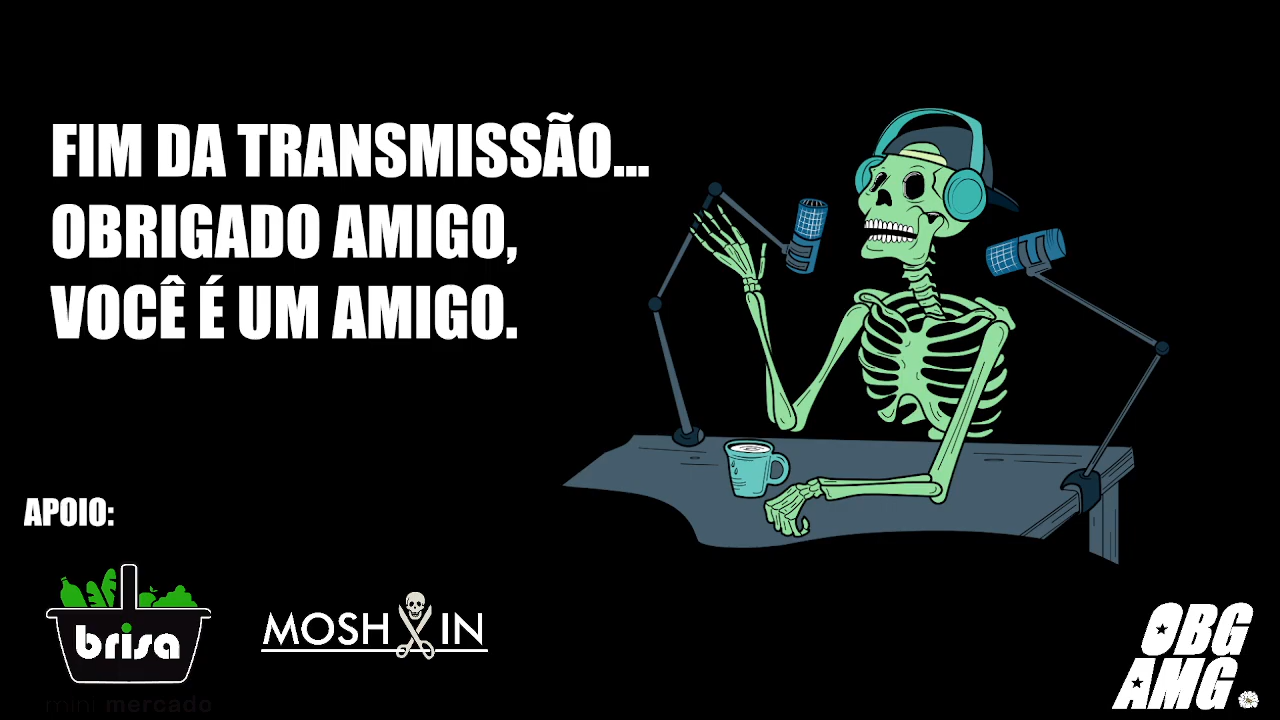 FIM DA TRANSMISSÃO...
OBRIGADO AMIGO,
VOCÊ É UM AMIGO.
APOIO:
brisa
mini mercado
MOSH IN
OBG
AMG